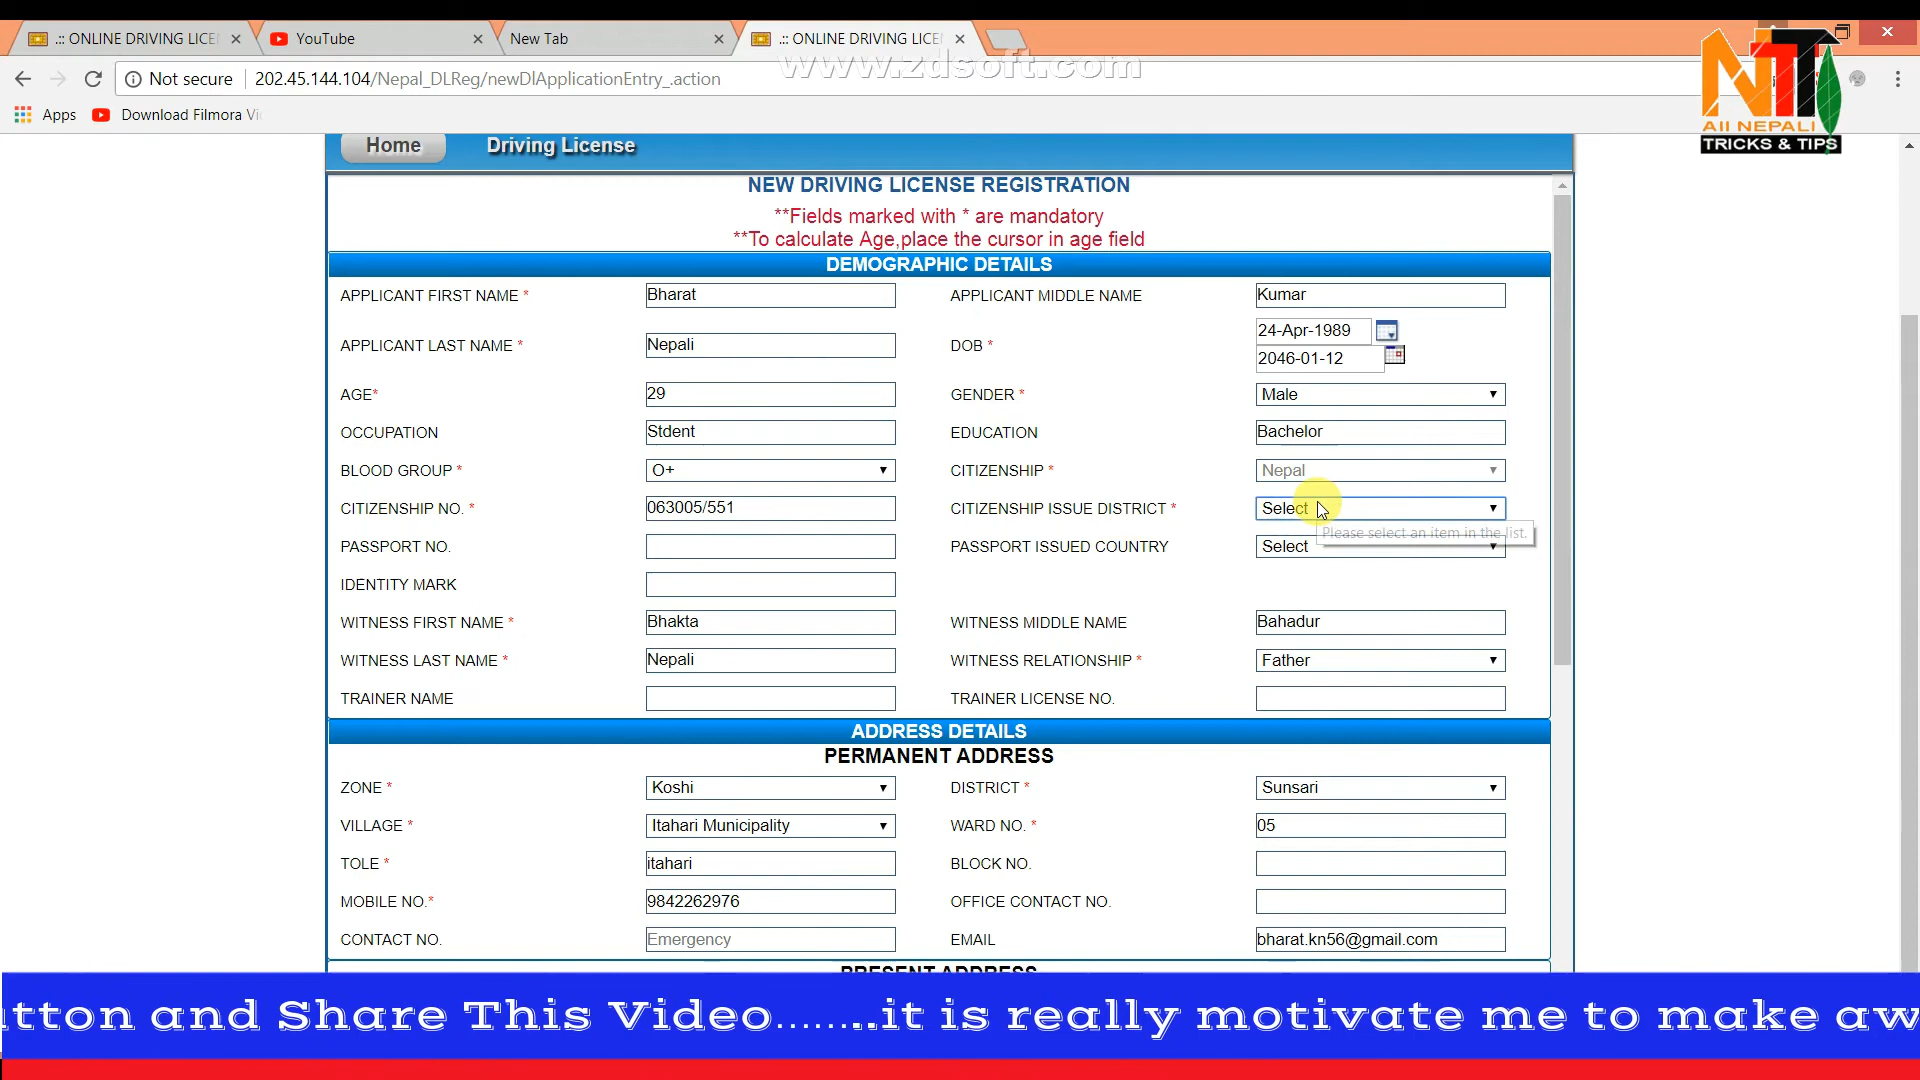 .:: ONLINE DRIVING LICE
YouTube
New Tab
.:: ONLINE DRIVING LICE
Not secure
202.45.144.104/Nepal_DLReg/newDlApplicationEntry_.action
www.zdsoft.com
NTT
All NEPALI
TRICKS & TIPS
Apps
Download Filmora Vi
Home
Driving License
NEW DRIVING LICENSE REGISTRATION
**Fields marked with * are mandatory
**To calculate Age,place the cursor in age field
DEMOGRAPHIC DETAILS
APPLICANT FIRST NAME * Bharat APPLICANT MIDDLE NAME Kumar
24-Apr-1989
APPLICANT LAST NAME * Nepali DOB *
2046-01-12
AGE* 29 GENDER * Male
OCCUPATION Stdent EDUCATION Bachelor
BLOOD GROUP * O+ CITIZENSHIP * Nepal
CITIZENSHIP NO. * 063005/551 CITIZENSHIP ISSUE DISTRICT * Select
Please select an item in the list.
PASSPORT NO. PASSPORT ISSUED COUNTRY Select
IDENTITY MARK
WITNESS FIRST NAME * Bhakta WITNESS MIDDLE NAME Bahadur
WITNESS LAST NAME * Nepali WITNESS RELATIONSHIP * Father
TRAINER NAME TRAINER LICENSE NO.
ADDRESS DETAILS
PERMANENT ADDRESS
ZONE * Koshi DISTRICT * Sunsari
VILLAGE * Itahari Municipality WARD NO. * 05
TOLE * itahari BLOCK NO.
MOBILE NO.* 9842262976 OFFICE CONTACT NO.
CONTACT NO. Emergency EMAIL bharat.kn56@gmail.com
PRESENT ADDRESS
utton and Share This Video........it is really motivate me to make aw